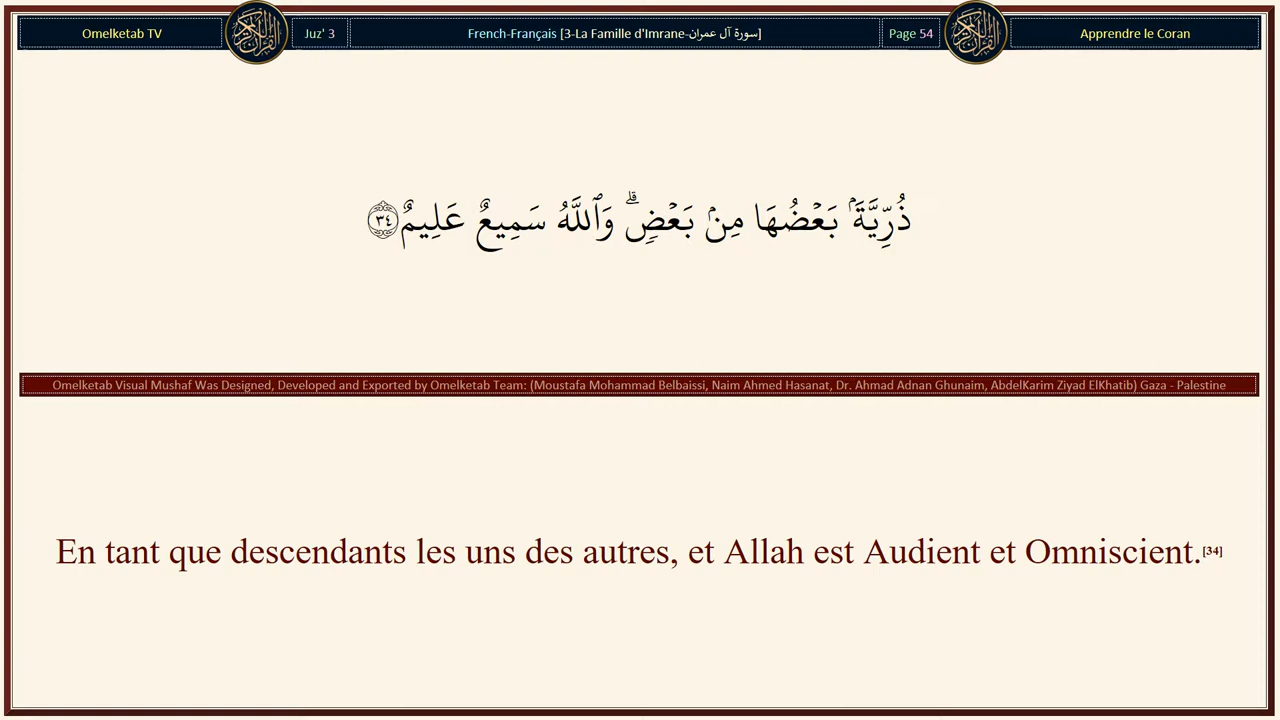 Omelketab TV
Juz' 3
French-Français [3-La Famille d'Imrane-سورة آل عمران]
Page 54
Apprendre le Coran
ذُرِّيَّةَۢ بَعۡضُهَا مِنۢ بَعۡضٖۗ وَٱللَّهُ سَمِيعٌ عَلِيمٌ ٣٤
Omelketab Visual Mushaf Was Designed, Developed and Exported by Omelketab Team: (Moustafa Mohammad Belbaissi, Naim Ahmed Hasanat, Dr. Ahmad Adnan Ghunaim, AbdelKarim Ziyad ElKhatib) Gaza - Palestine
En tant que descendants les uns des autres, et Allah est Audient et Omniscient.[34]